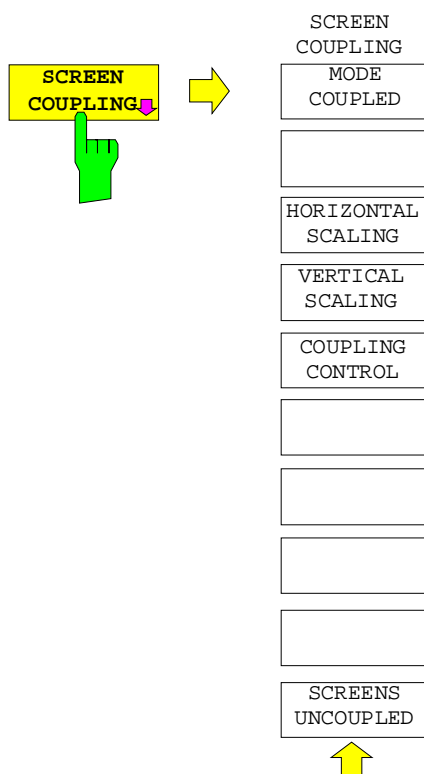 SCREEN
COUPLING
SCREEN
COUPLING
MODE
COUPLED
HORIZONTAL
SCALING
VERTICAL
SCALING
COUPLING
CONTROL
SCREENS
UNCOUPLED